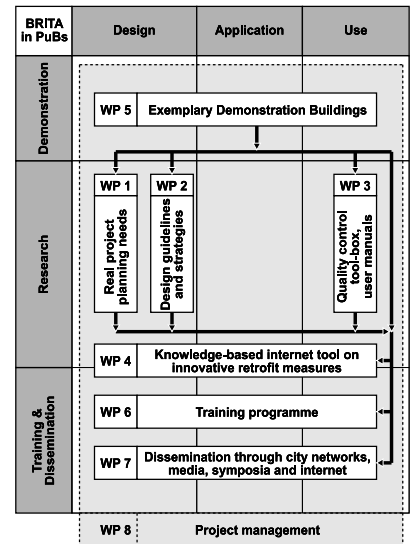 BRITA
in PuBs
Design
Application
Use
Demonstration
WP 5
Exemplary Demonstration Buildings
Research
WP 1
Real project
planning needs
WP 2
Design guidelines
and strategies
WP 3
Quality control
tool-box,
user manuals
WP 4
Knowledge-based internet tool on
innovative retrofit measures
Training &
Dissemination
WP 6
Training programme
WP 7
Dissemination through city networks,
media, symposia and internet
WP 8
Project management